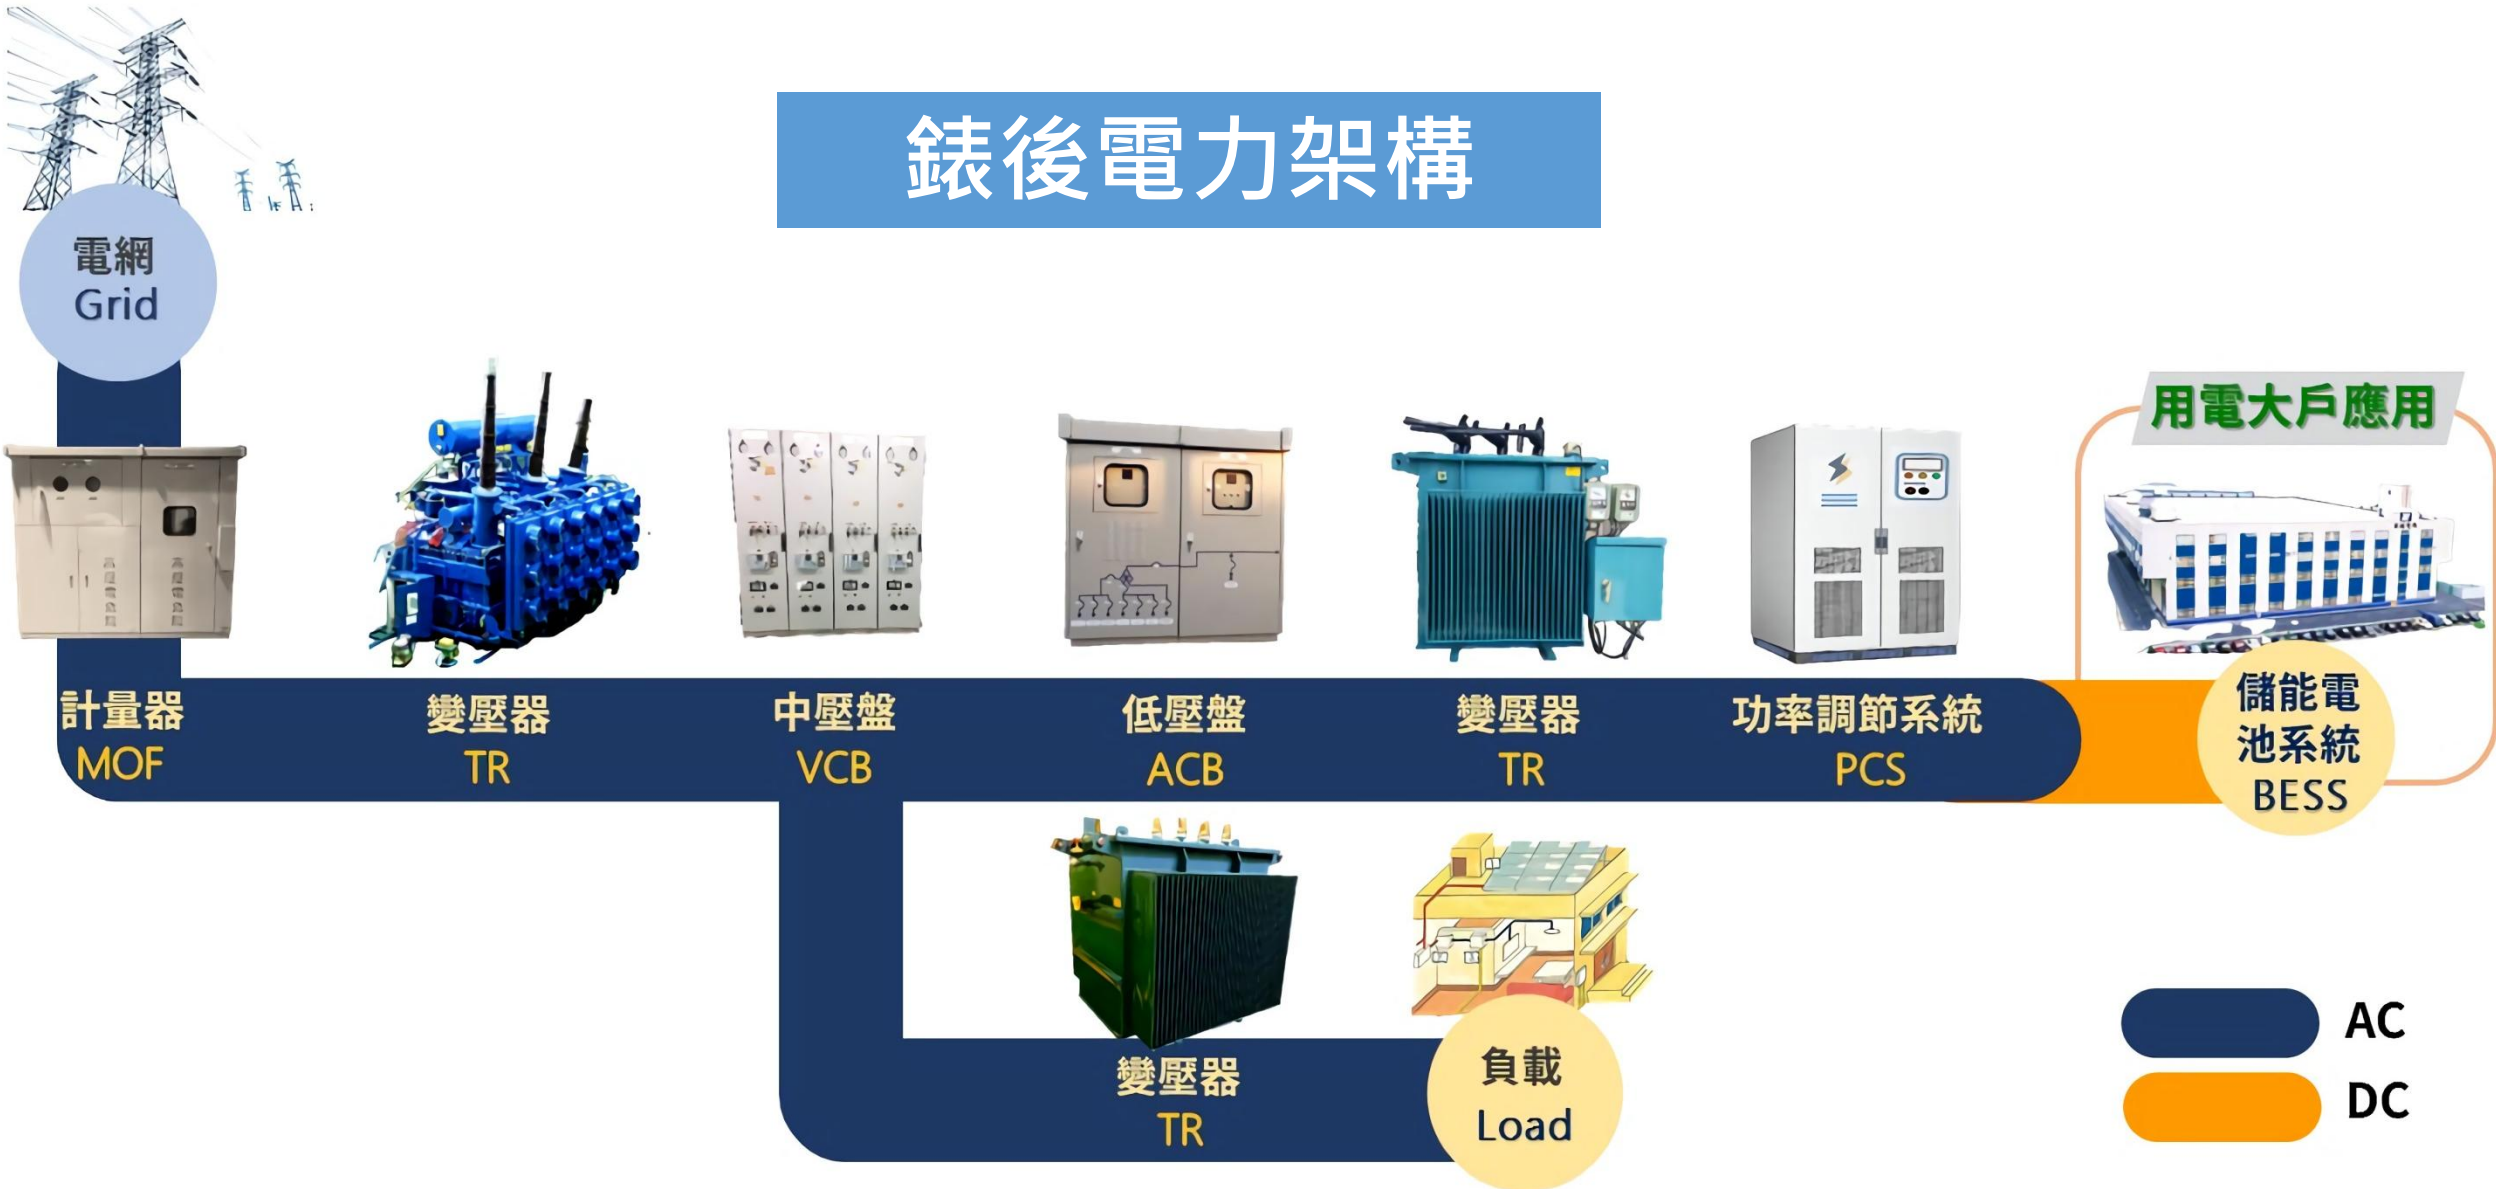 錶後電力架構
電網
Grid
用電大戶應用
計量器
MOF
變壓器
TR
中壓盤
VCB
低壓盤
ACB
變壓器
TR
功率調節系統
PCS
儲能電
池系統
BESS
變壓器
TR
負載
Load
AC
DC